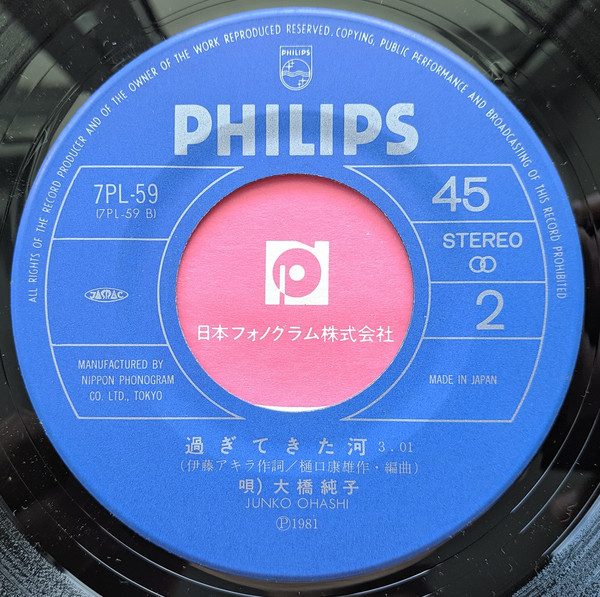 ALL RIGHTS OF THE RECORD PRODUCER AND OF THE OWNER OF THE WORK REPRODUCED RESERVED. COPYING, PUBLIC PERFORMANCE AND BROADCASTING OF THIS RECORD PROHIBITED
PHILIPS
PHILIPS
7PL-59
(7PL-59 B)
45
STEREO
2
JASRAC
日本フォノグラム株式会社
MANUFACTURED BY
NIPPON PHONOGRAM
CO. LTD., TOKYO
MADE IN JAPAN
過ぎてきた河 3.01
(伊藤アキラ作詞/樋口康雄作・編曲)
唄) 大橋純子
JUNKO OHASHI
Ⓟ1981